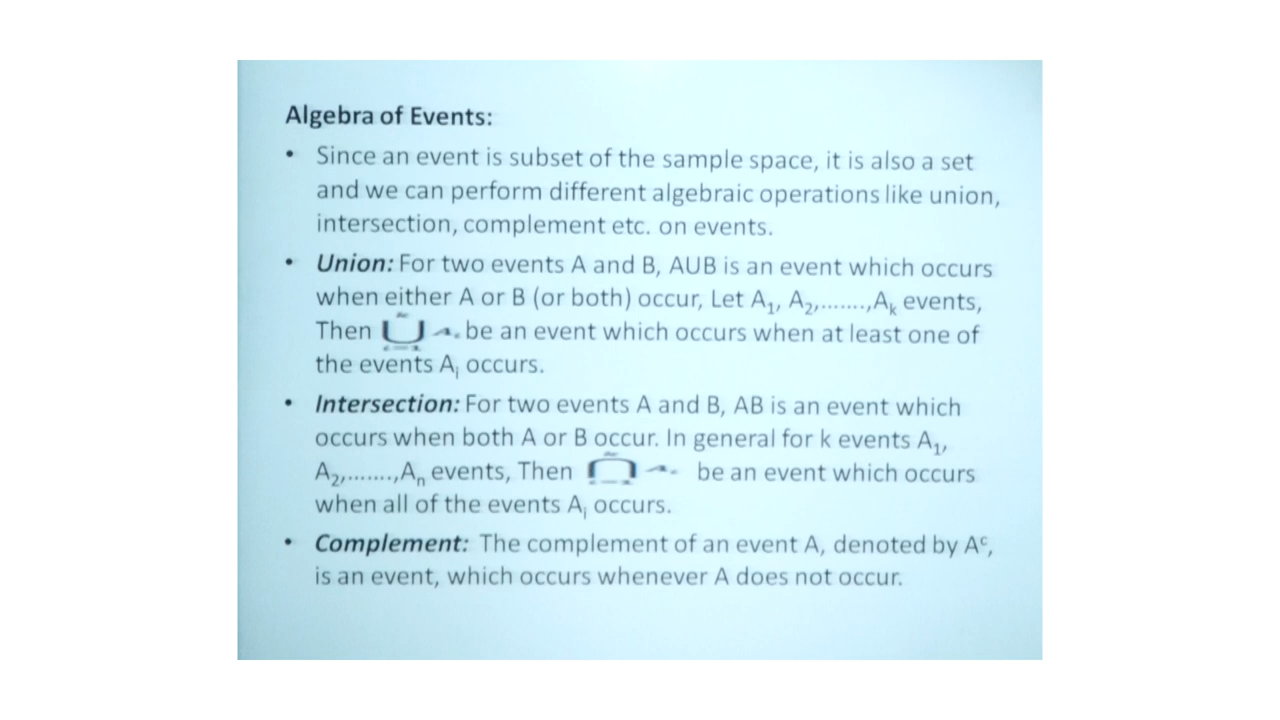 Algebra of Events:
• Since an event is subset of the sample space, it is also a set
and we can perform different algebraic operations like union,
intersection, complement etc. on events.
• Union: For two events A and B, AUB is an event which occurs
when either A or B (or both) occur, Let A₁, A₂,.......,Aₖ events,
Then ⋃ be an event which occurs when at least one of
the events Aᵢ occurs.
• Intersection: For two events A and B, AB is an event which
occurs when both A or B occur. In general for k events A₁,
A₂,.......,Aₙ events, Then ⋂ be an event which occurs
when all of the events Aᵢ occurs.
• Complement: The complement of an event A, denoted by Aᶜ,
is an event, which occurs whenever A does not occur.